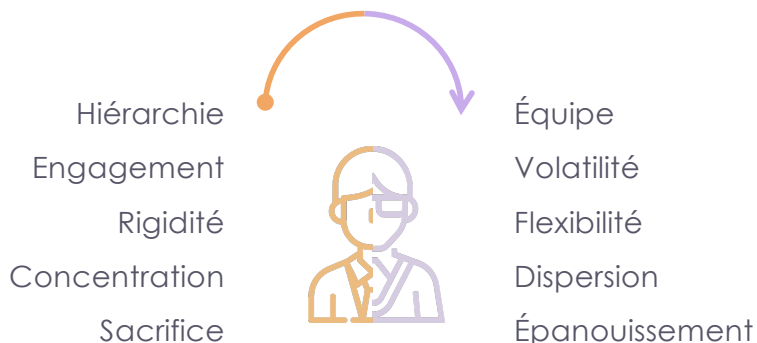 Hiérarchie
Engagement
Rigidité
Concentration
Sacrifice
Équipe
Volatilité
Flexibilité
Dispersion
Épanouissement